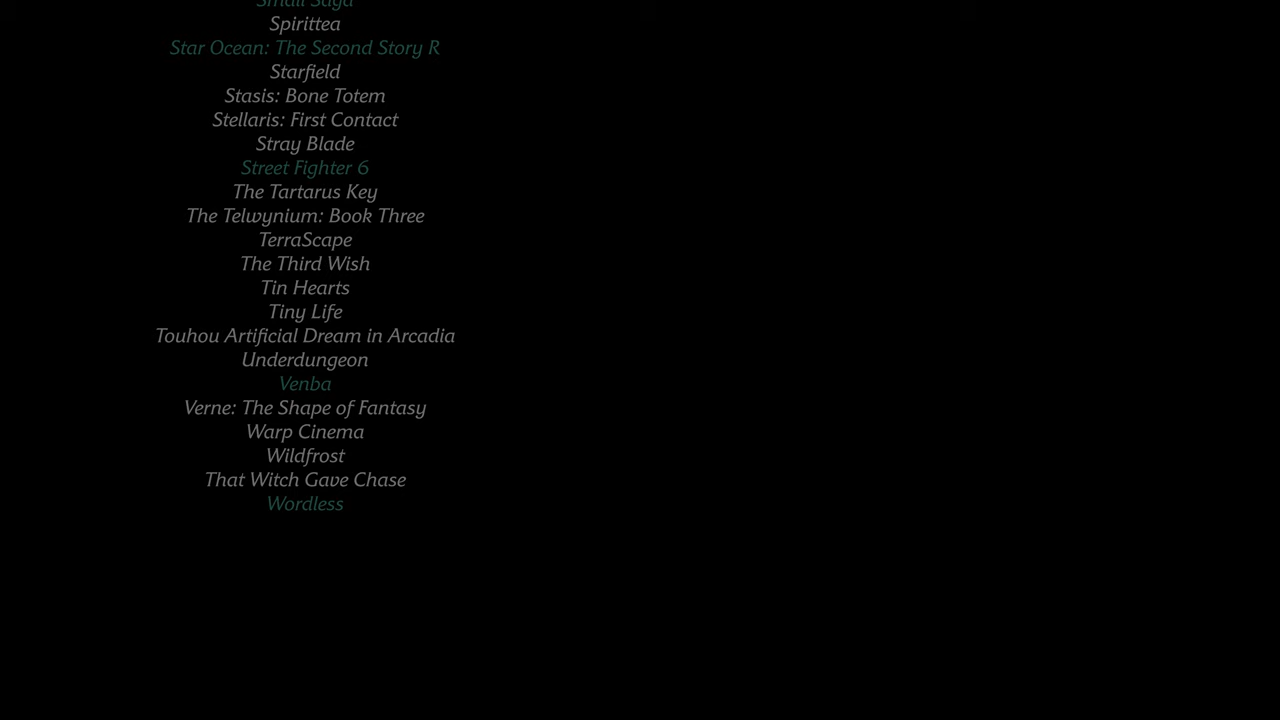 Small Saga
Spirittea
Star Ocean: The Second Story R
Starfield
Stasis: Bone Totem
Stellaris: First Contact
Stray Blade
Street Fighter 6
The Tartarus Key
The Telwynium: Book Three
TerraScape
The Third Wish
Tin Hearts
Tiny Life
Touhou Artificial Dream in Arcadia
Underdungeon
Venba
Verne: The Shape of Fantasy
Warp Cinema
Wildfrost
That Witch Gave Chase
Wordless